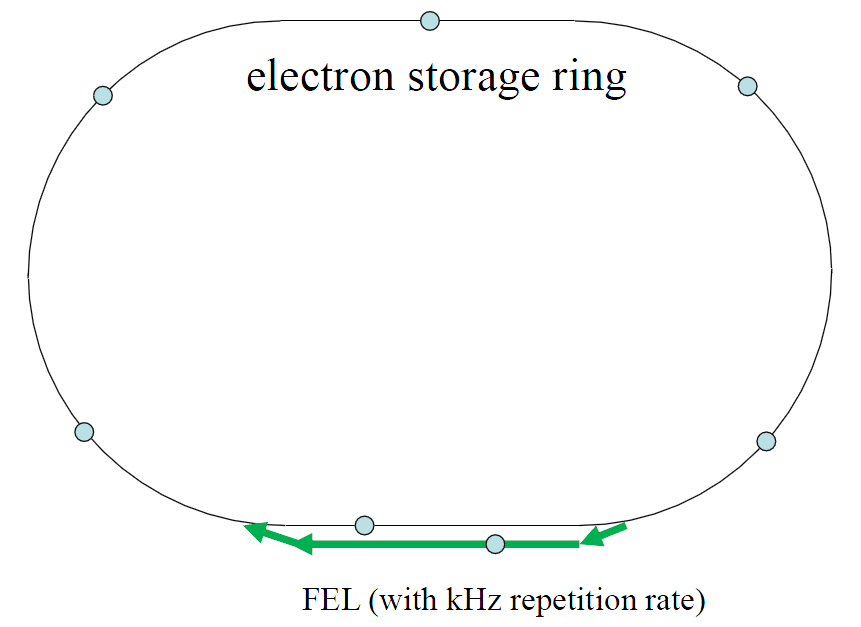 electron storage ring
FEL (with kHz repetition rate)